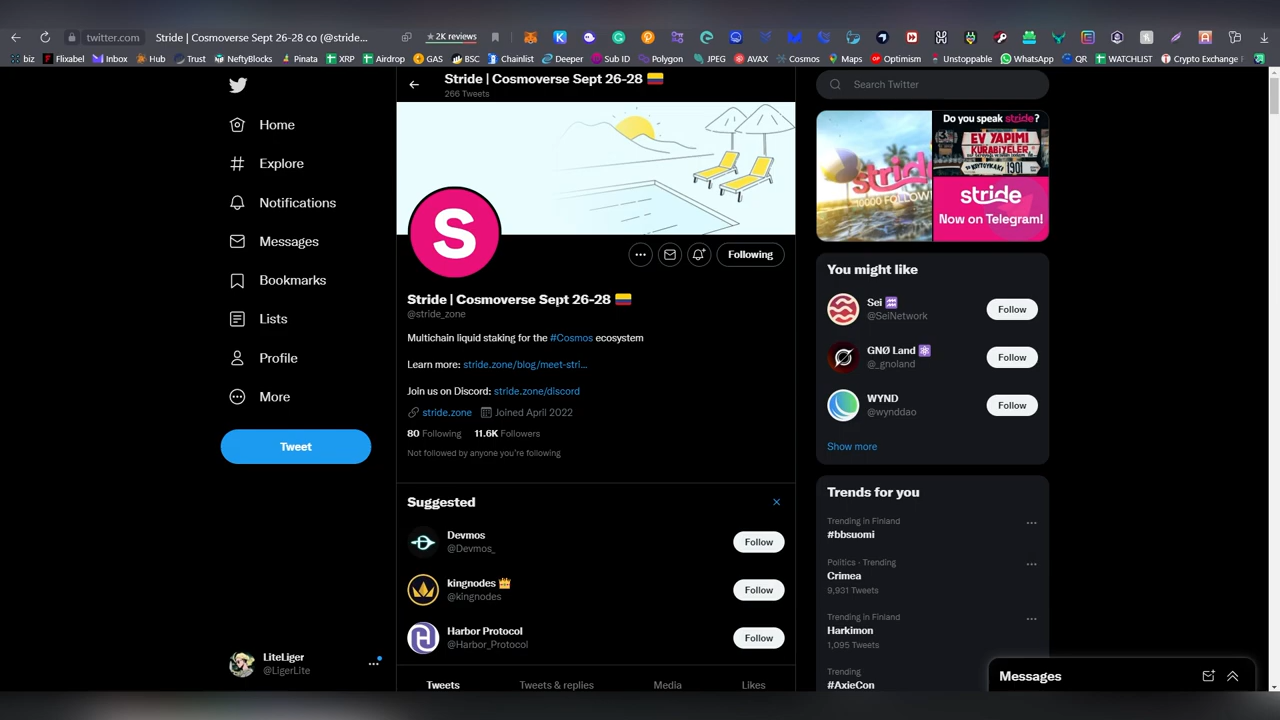 twitter.com
Stride | Cosmoverse Sept 26-28 co (@stride...
★ 2K reviews
biz
Flixabel
Inbox
Hub
Trust
NeftyBlocks
Pinata
XRP
Airdrop
GAS
BSC
Chainlist
Deeper
Sub ID
Polygon
JPEG
AVAX
Cosmos
Maps
Optimism
Unstoppable
WhatsApp
QR
WATCHLIST
Crypto Exchange F
Home
Explore
Notifications
Messages
Bookmarks
Lists
Profile
More
Tweet
LiteLiger
@LigerLite
Stride | Cosmoverse Sept 26-28
266 Tweets
S
Following
Stride | Cosmoverse Sept 26-28
@stride_zone
Multichain liquid staking for the #Cosmos ecosystem
Learn more: stride.zone/blog/meet-stri...
Join us on Discord: stride.zone/discord
stride.zone Joined April 2022
80 Following 11.6K Followers
Not followed by anyone you're following
Suggested
Devmos
@Devmos_
Follow
kingnodes
@kingnodes
Follow
Harbor Protocol
@Harbor_Protocol
Follow
Tweets
Tweets & replies
Media
Likes
Search Twitter
stride
10000 FOLLOW
Do you speak stride?
EV YAPIMI
KURABİYELER
1901
stride
Now on Telegram!
You might like
Sei
@SeiNetwork
Follow
GNØ Land
@_gnoland
Follow
WYND
@wynddao
Follow
Show more
Trends for you
Trending in Finland
#bbsuomi
Politics · Trending
Crimea
9,931 Tweets
Trending in Finland
Harkimon
1,095 Tweets
Trending
#AxieCon
Messages